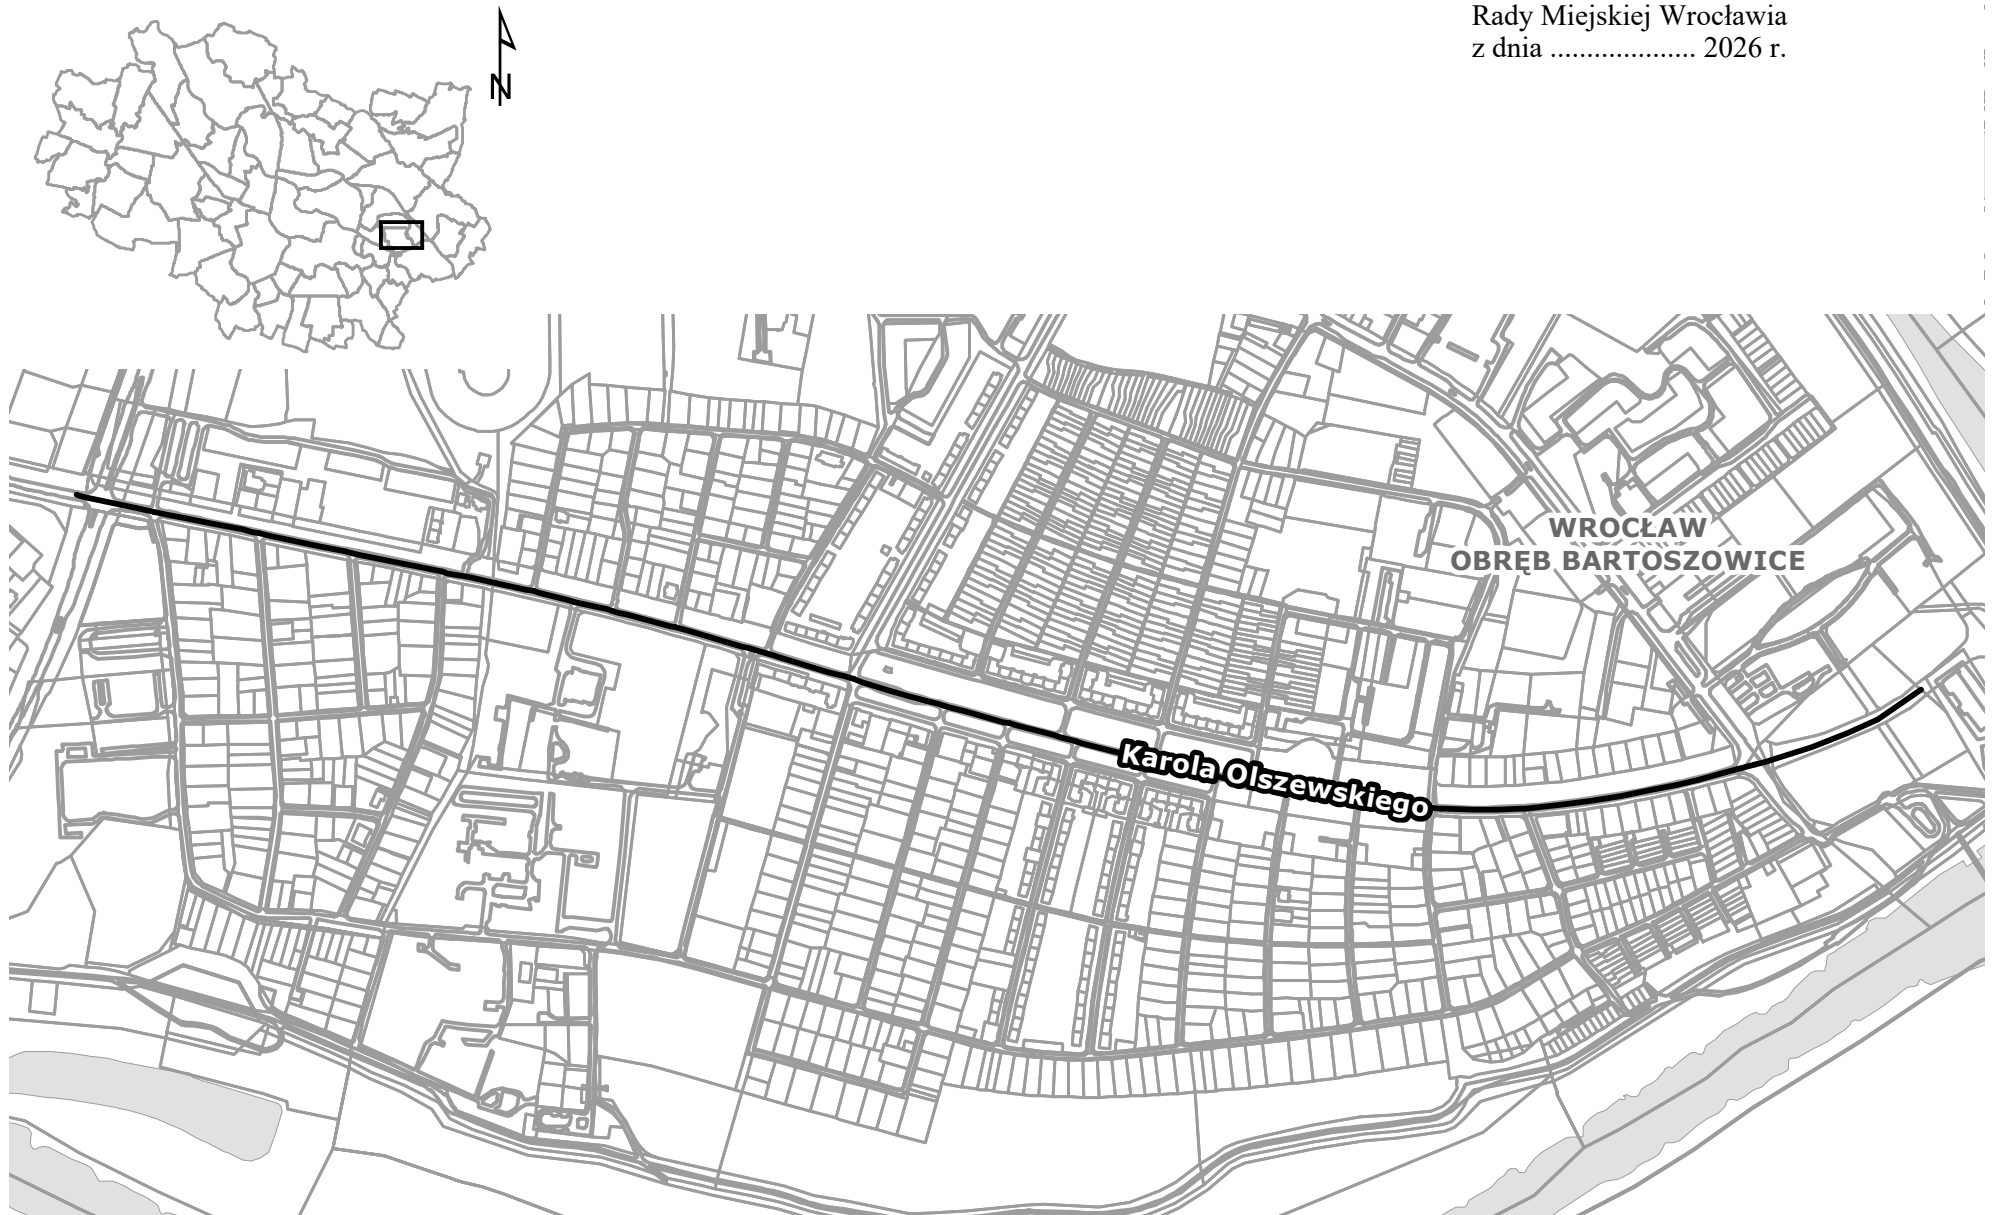 Rady Miejskiej Wrocławia
z dnia .................... 2026 r.
N
WROCŁAW
OBRĘB BARTOSZOWICE
Karola Olszewskiego